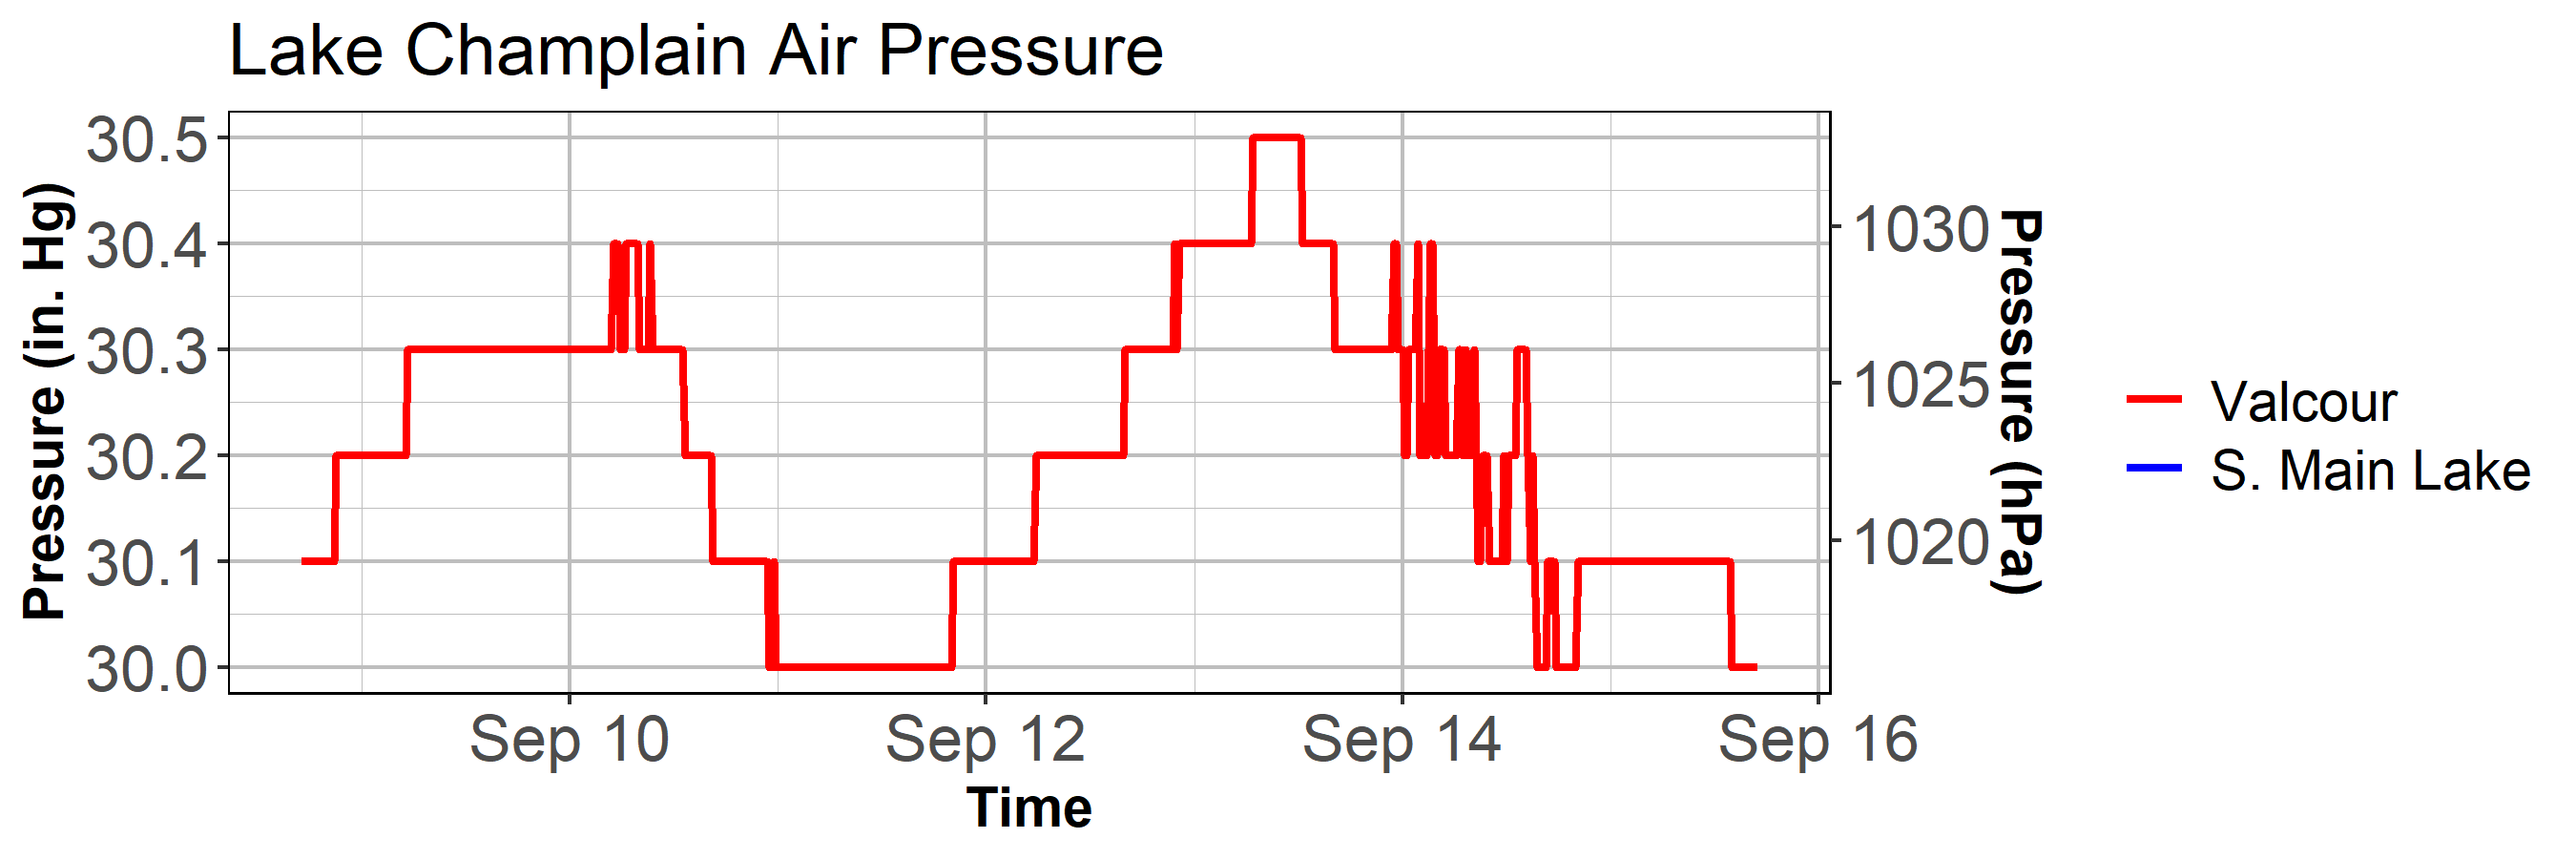 Lake Champlain Air Pressure
Pressure (in. Hg)
30.5
30.4
30.3
30.2
30.1
30.0
1030
1025
1020
Pressure (hPa)
Sep 10
Sep 12
Sep 14
Sep 16
Time
Valcour
S. Main Lake